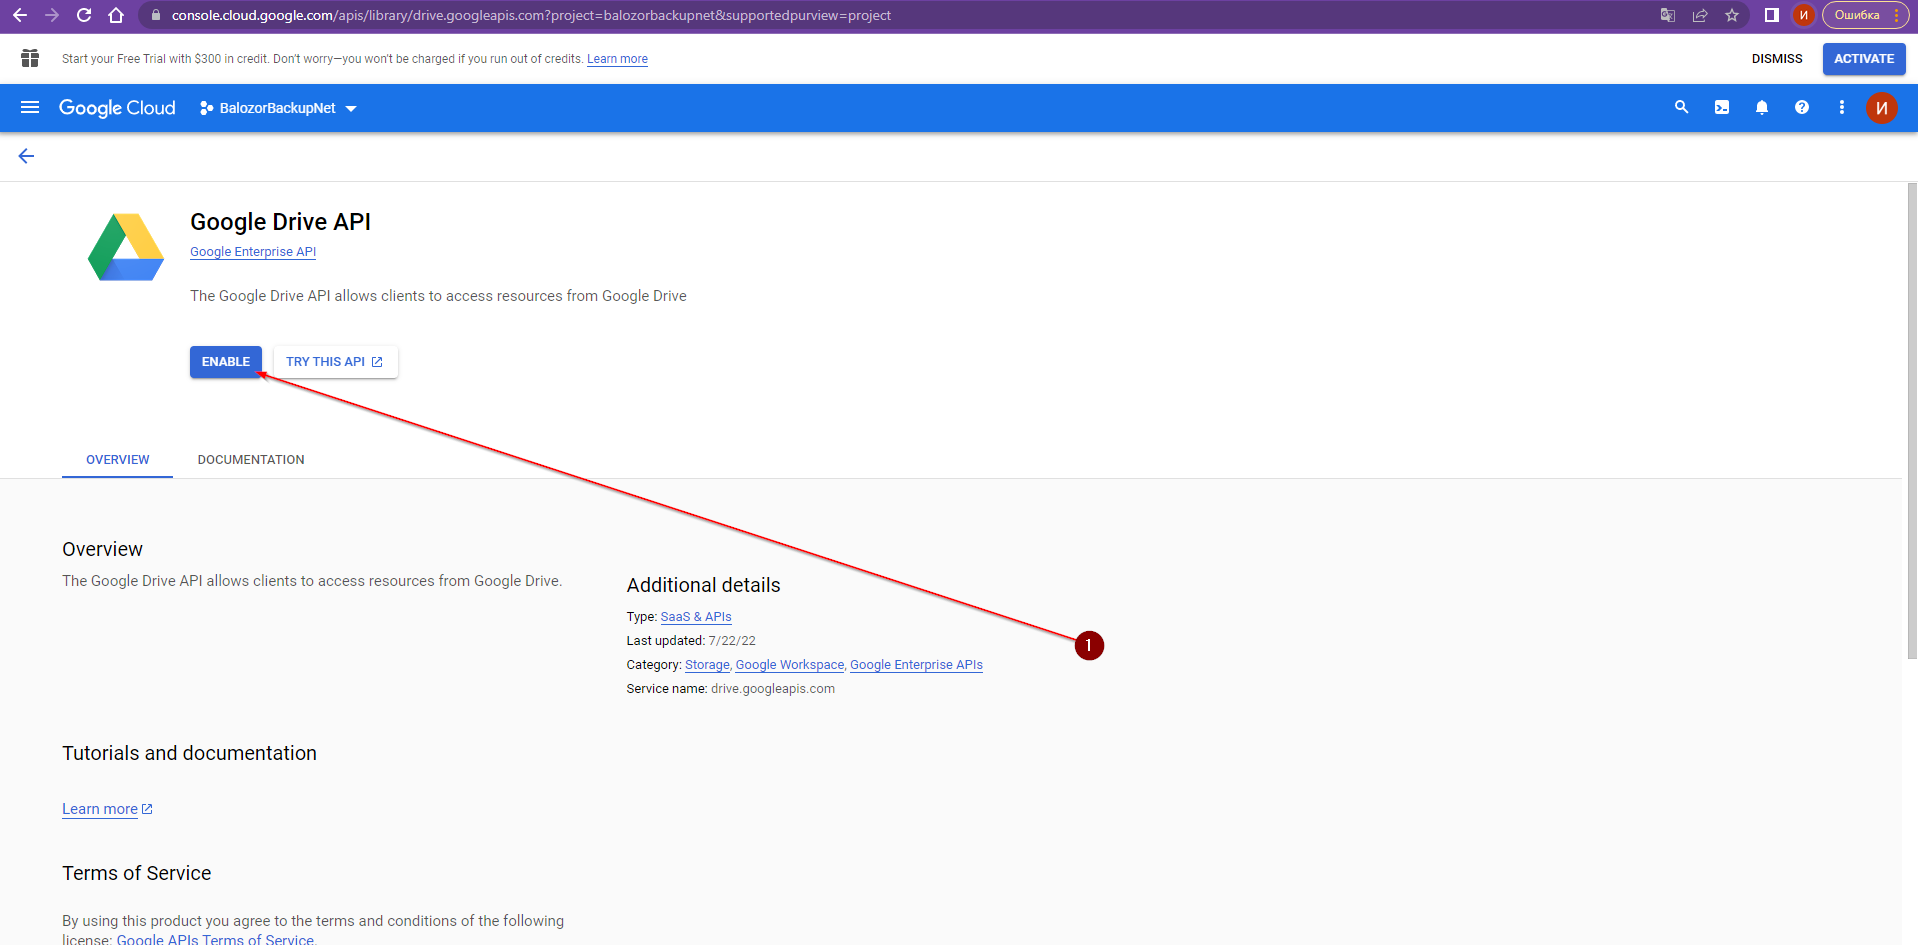 console.cloud.google.com/apis/library/drive.googleapis.com?project=balozorbackupnet&supportedpurview=project
И
Ошибка
Start your Free Trial with $300 in credit. Don't worry—you won't be charged if you run out of credits. Learn more
DISMISS
ACTIVATE
Google Cloud
BalozorBackupNet
И
Google Drive API
Google Enterprise API
The Google Drive API allows clients to access resources from Google Drive
ENABLE
TRY THIS API
OVERVIEW
DOCUMENTATION
Overview
The Google Drive API allows clients to access resources from Google Drive.
Additional details
Type: SaaS & APIs
Last updated: 7/22/22
Category: Storage, Google Workspace, Google Enterprise APIs
Service name: drive.googleapis.com
1
Tutorials and documentation
Learn more
Terms of Service
By using this product you agree to the terms and conditions of the following
license: Google APIs Terms of Service.